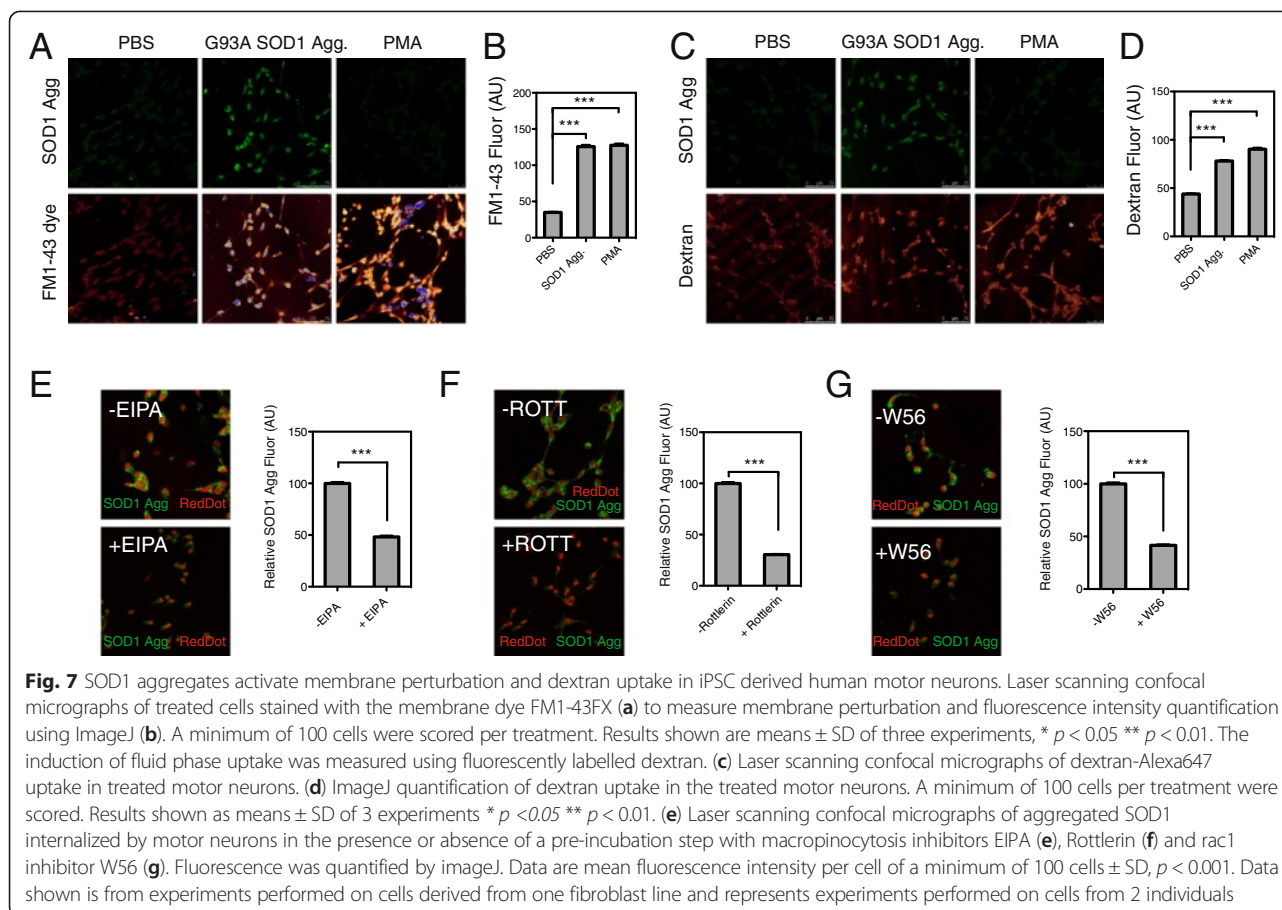 A
PBS G93A SOD1 Agg. PMA
SOD1 Agg
FM1-43 dye
B
FM1-43 Fluor (AU)
200
150
100
50
0
***
***
PBS
SOD1 Agg.
PMA
C
PBS G93A SOD1 Agg. PMA
SOD1 Agg
Dextran
D
Dextran Fluor (AU)
150
100
50
0
***
***
PBS
SOD1 Agg.
PMA
E
-EIPA
SOD1 Agg RedDot
+EIPA
SOD1 Agg RedDot
Relative SOD1 Agg Fluor (AU)
150
100
50
0
***
-EIPA
+ EIPA
F
-ROTT
RedDot
SOD1 Agg
+ROTT
RedDot SOD1 Agg
Relative SOD1 Agg Fluor (AU)
150
100
50
0
***
-Rottlerin
+ Rottlerin
G
-W56
RedDot SOD1 Agg
+W56
RedDot SOD1 Agg
Relative SOD1 Agg Fluor (AU)
150
100
50
0
***
-W56
+ W56
Fig. 7 SOD1 aggregates activate membrane perturbation and dextran uptake in iPSC derived human motor neurons. Laser scanning confocal
micrographs of treated cells stained with the membrane dye FM1-43FX (a) to measure membrane perturbation and fluorescence intensity quantification
using ImageJ (b). A minimum of 100 cells were scored per treatment. Results shown are means ± SD of three experiments, * p < 0.05 ** p < 0.01. The
induction of fluid phase uptake was measured using fluorescently labelled dextran. (c) Laser scanning confocal micrographs of dextran-Alexa647
uptake in treated motor neurons. (d) ImageJ quantification of dextran uptake in the treated motor neurons. A minimum of 100 cells per treatment were
scored. Results shown as means ± SD of 3 experiments * p <0.05 ** p < 0.01. (e) Laser scanning confocal micrographs of aggregated SOD1
internalized by motor neurons in the presence or absence of a pre-incubation step with macropinocytosis inhibitors EIPA (e), Rottlerin (f) and rac1
inhibitor W56 (g). Fluorescence was quantified by imageJ. Data are mean fluorescence intensity per cell of a minimum of 100 cells ± SD, p < 0.001. Data
shown is from experiments performed on cells derived from one fibroblast line and represents experiments performed on cells from 2 individuals